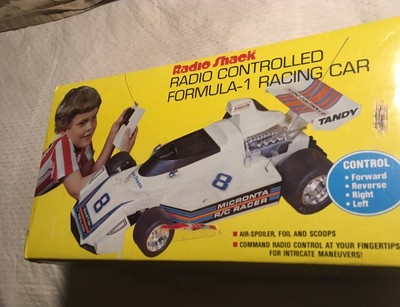 Radio Shack
RADIO CONTROLLED
FORMULA-1 RACING CAR
TANDY
8
8
MICRONTA
R/C RACER
CONTROL
• Forward
• Reverse
• Right
• Left
■ AIR-SPOILER, FOIL AND SCOOPS
■ COMMAND RADIO CONTROL AT YOUR FINGERTIPS
FOR INTRICATE MANEUVERS!